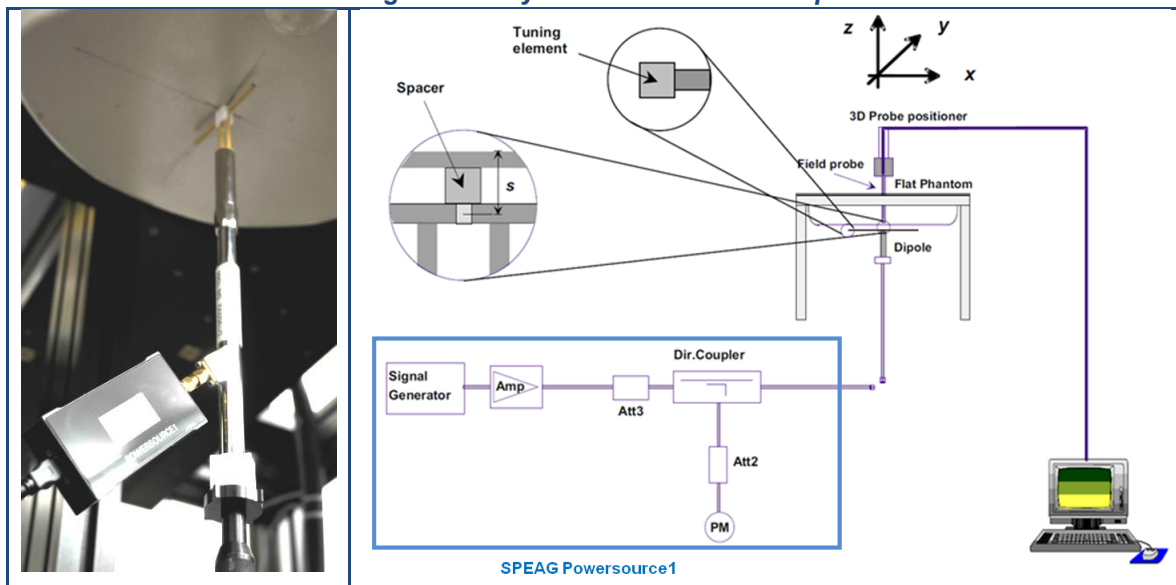 POWERSOURCE1
Tuning
element
Spacer
s
z
y
x
3D Probe positioner
Field probe
Flat Phantom
Dipole
Dir.Coupler
Signal
Generator
Amp
Att3
Att2
PM
SPEAG Powersource1